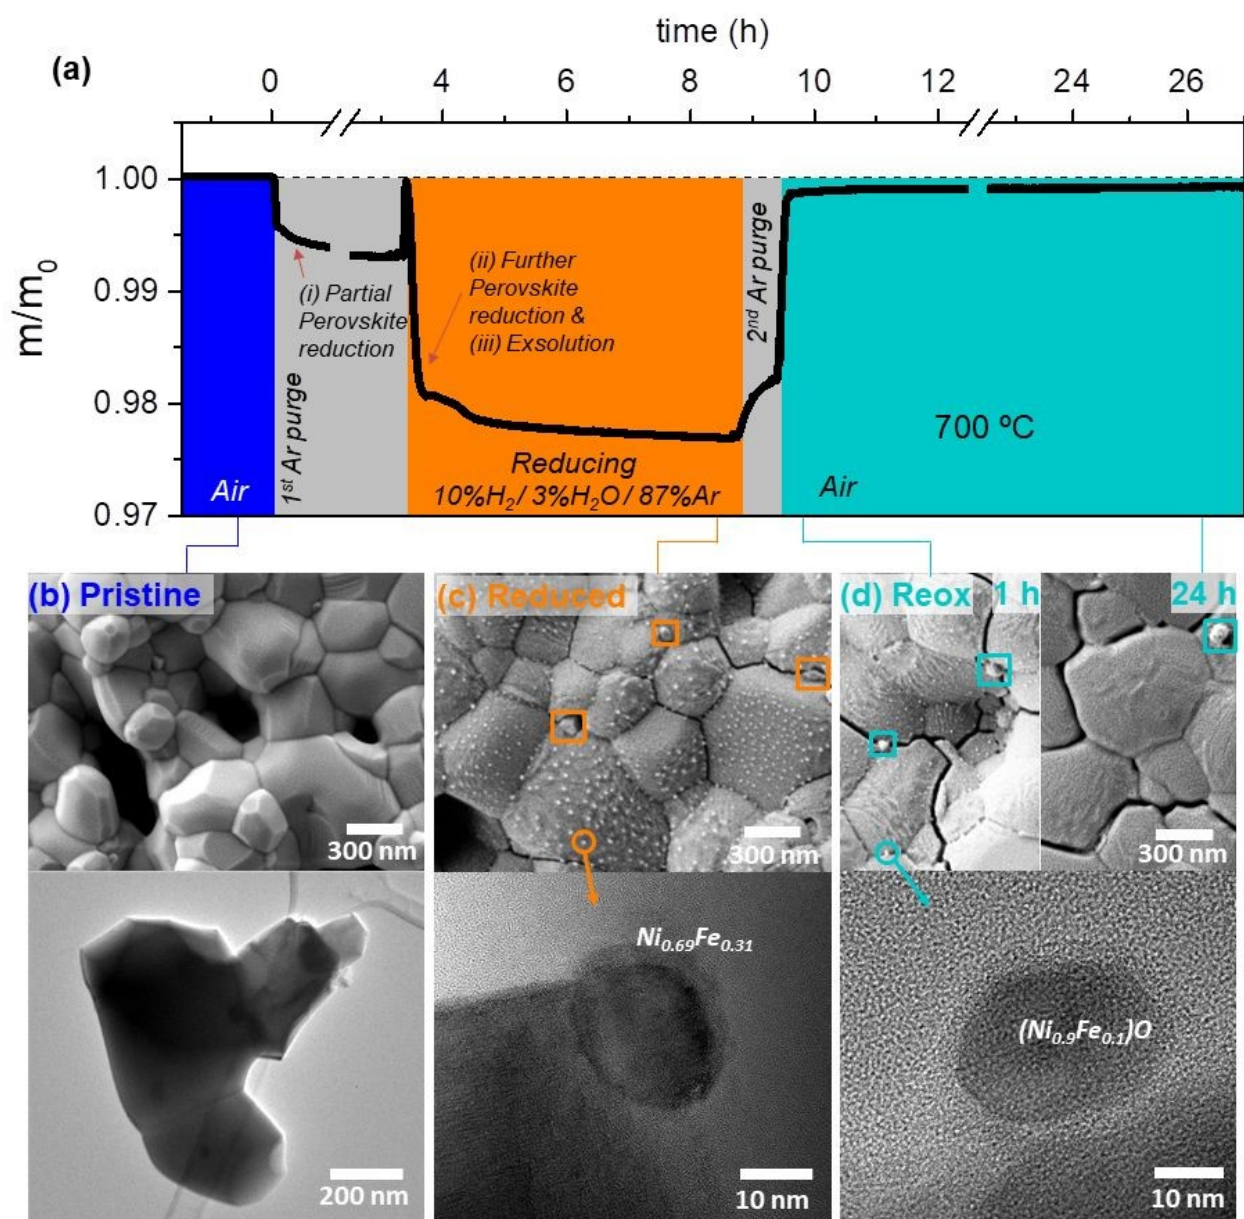 time (h)
(a)
0 4 6 8 10 12 24 26
m/m₀
1.00
0.99
0.98
0.97
Air
1ˢᵗ Ar purge
(i) Partial
Perovskite
reduction
(ii) Further
Perovskite
reduction &
(iii) Exsolution
Reducing
10%H₂/ 3%H₂O/ 87%Ar
2ⁿᵈ Ar purge
700 ºC
Air
(b) Pristine
300 nm
200 nm
(c) Reduced
300 nm
Ni₀.₆₉Fe₀.₃₁
10 nm
(d) Reox 1 h 24 h
300 nm
(Ni₀.₉Fe₀.₁)O
10 nm